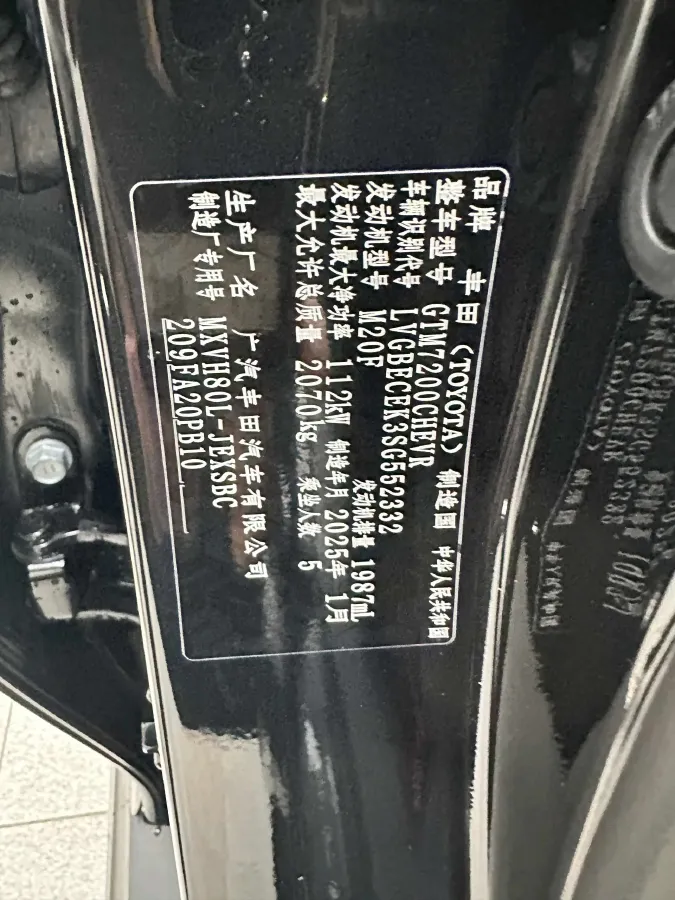 品牌 丰田(TOYOTA) 制造国 中华人民共和国
整车型号 GTM7200CHEVR
车辆识别代号 LVGBECEK3SG552332
发动机型号 M20F 发动机排量 1987mL
发动机最大净功率 112kW 制造年月 2025年 1月
最大允许总质量 2070kg 乘坐人数 5
生产厂名 广汽丰田汽车有限公司
制造厂专用号 MXVH80L-JEXSBC
209FA20PB10